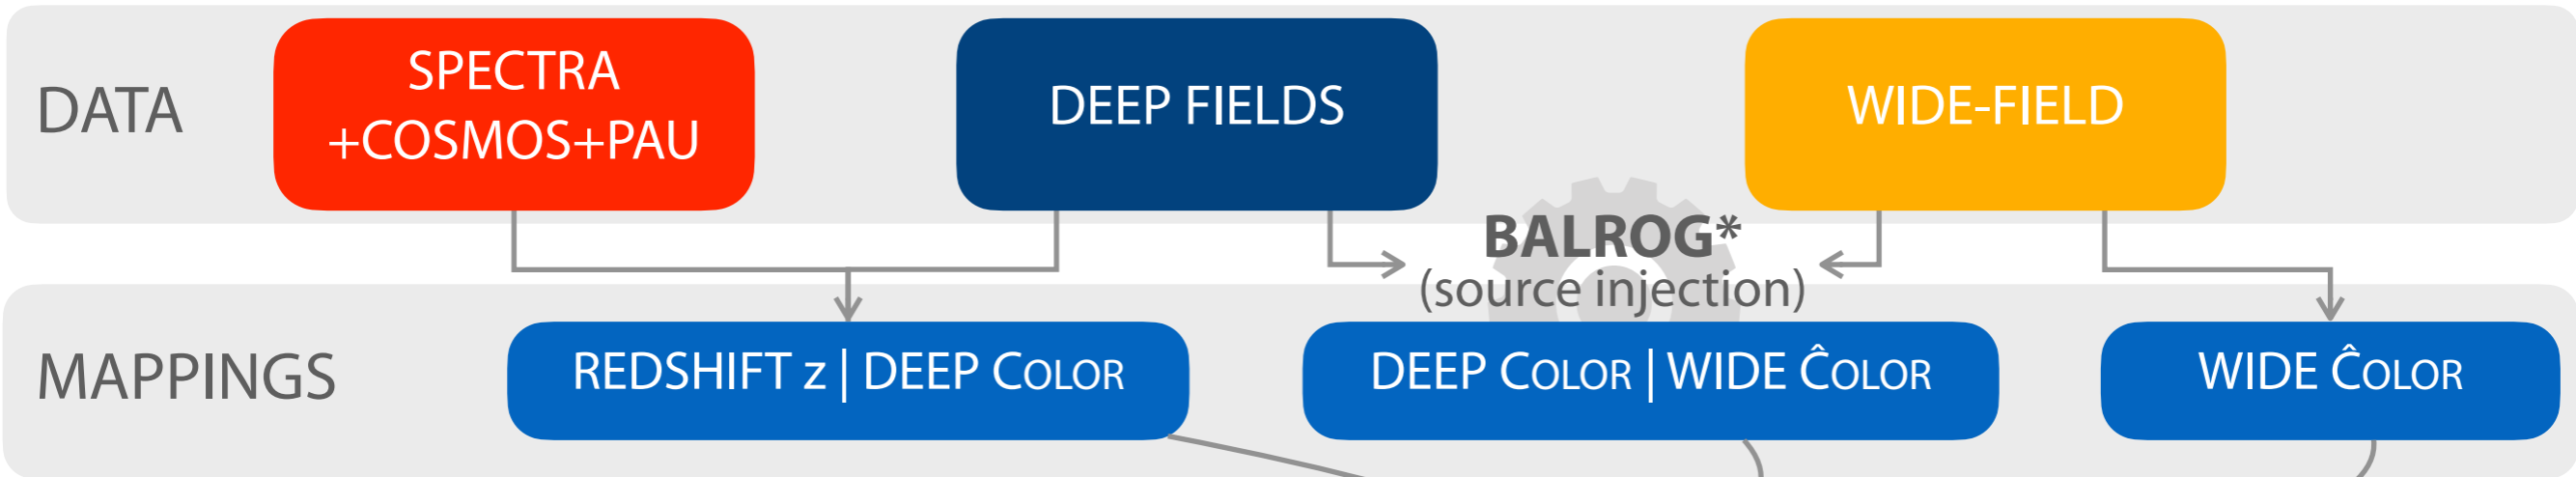 DATA
SPECTRA
+COSMOS+PAU
DEEP FIELDS
WIDE-FIELD
BALROG*
(source injection)
MAPPINGS
REDSHIFT z | DEEP COLOR
DEEP COLOR | WIDE ĈOLOR
WIDE ĈOLOR